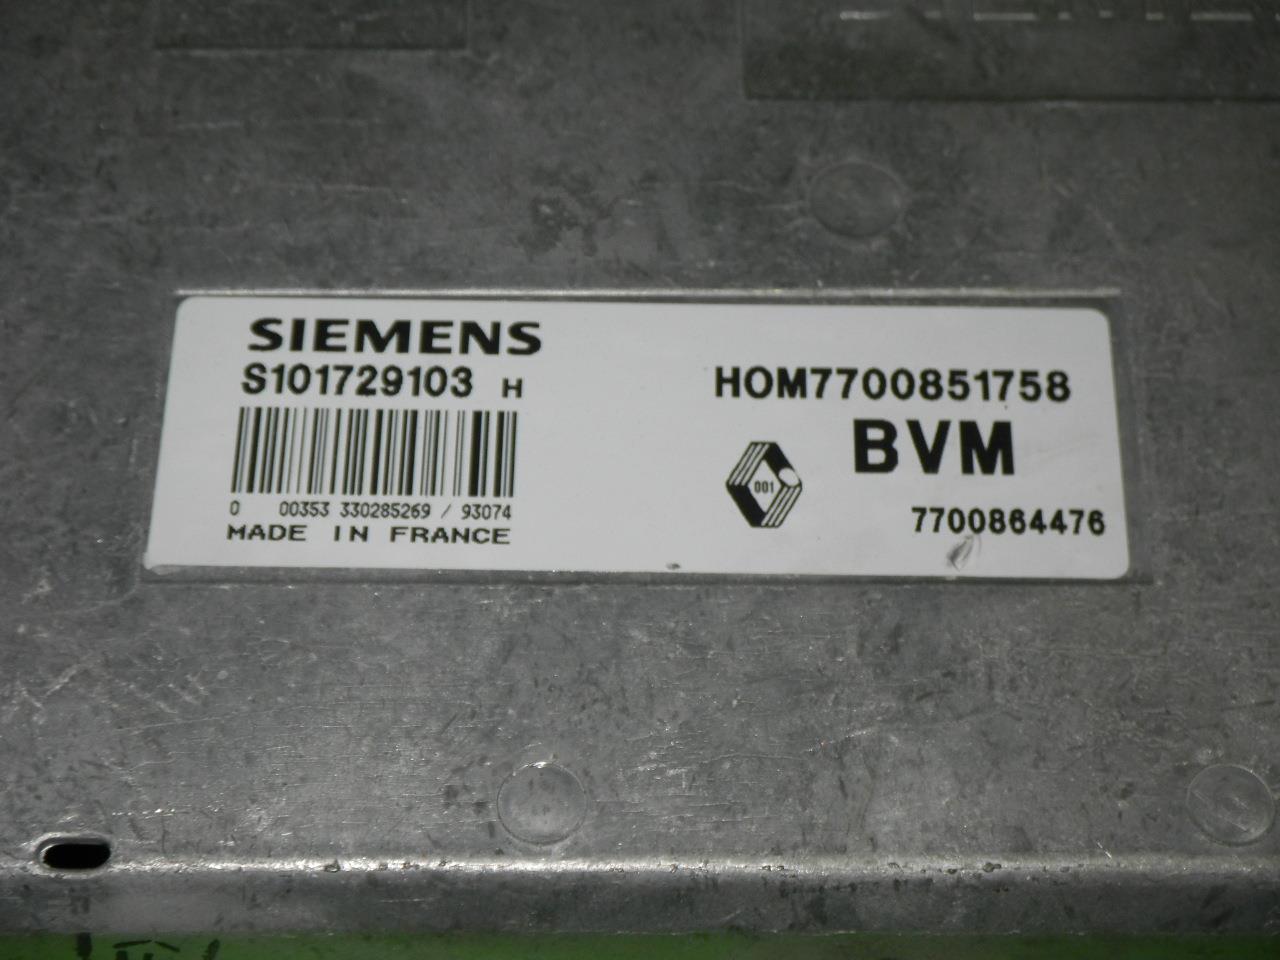 SIEMENS
S101729103 H
0 00353 330285269 / 93074
MADE IN FRANCE
HOM7700851758
BVM
001
7700864476